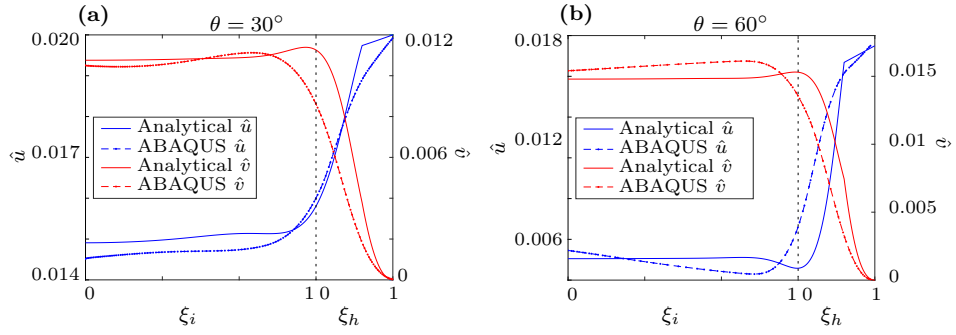 (a)
θ = 30°
0.020
0.017
0.014
û
0.012
0.006
0
v̂
Analytical û
ABAQUS û
Analytical v̂
ABAQUS v̂
0
1 0
1
ξi
ξh
(b)
θ = 60°
0.018
0.012
0.006
û
0.015
0.01
0.005
0
v̂
Analytical û
ABAQUS û
Analytical v̂
ABAQUS v̂
0
1 0
1
ξi
ξh